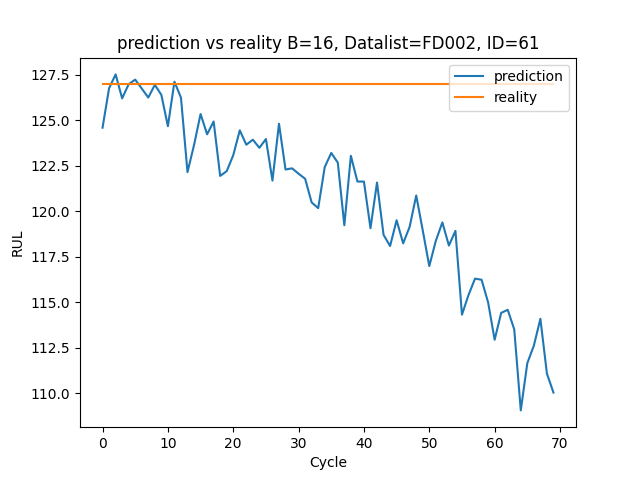 prediction vs reality B=16, Datalist=FD002, ID=61
prediction
reality
127.5
125.0
122.5
120.0
117.5
115.0
112.5
110.0
RUL
0 10 20 30 40 50 60 70
Cycle